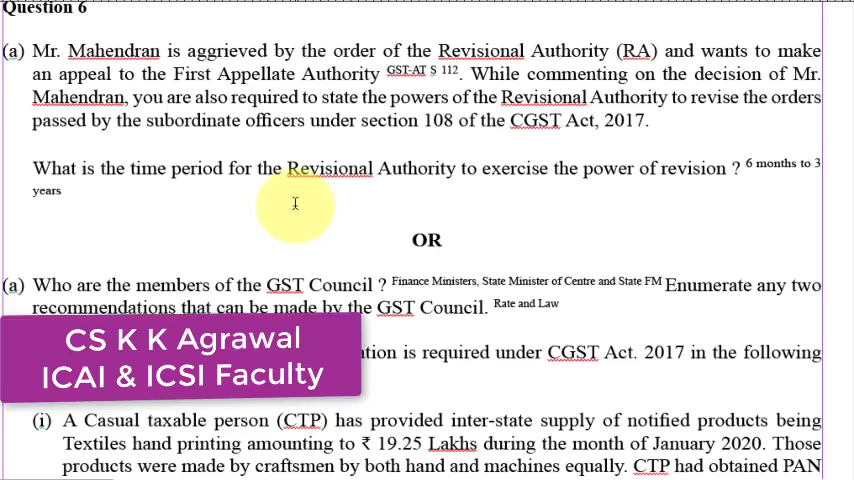 Question 6
(a) Mr. Mahendran is aggrieved by the order of the Revisional Authority (RA) and wants to make
an appeal to the First Appellate Authority GST-AT S 112. While commenting on the decision of Mr.
Mahendran, you are also required to state the powers of the Revisional Authority to revise the orders
passed by the subordinate officers under section 108 of the CGST Act, 2017.
What is the time period for the Revisional Authority to exercise the power of revision ? 6 months to 3
years
OR
(a) Who are the members of the GST Council ? Finance Ministers, State Minister of Centre and State FM Enumerate any two
recommendations that can be made by the GST Council. Rate and Law
CS K K Agrawal
ICAI & ICSI Faculty
is required under CGST Act. 2017 in the following
(i) A Casual taxable person (CTP) has provided inter-state supply of notified products being
Textiles hand printing amounting to ₹ 19.25 Lakhs during the month of January 2020. Those
products were made by craftsmen by both hand and machines equally. CTP had obtained PAN